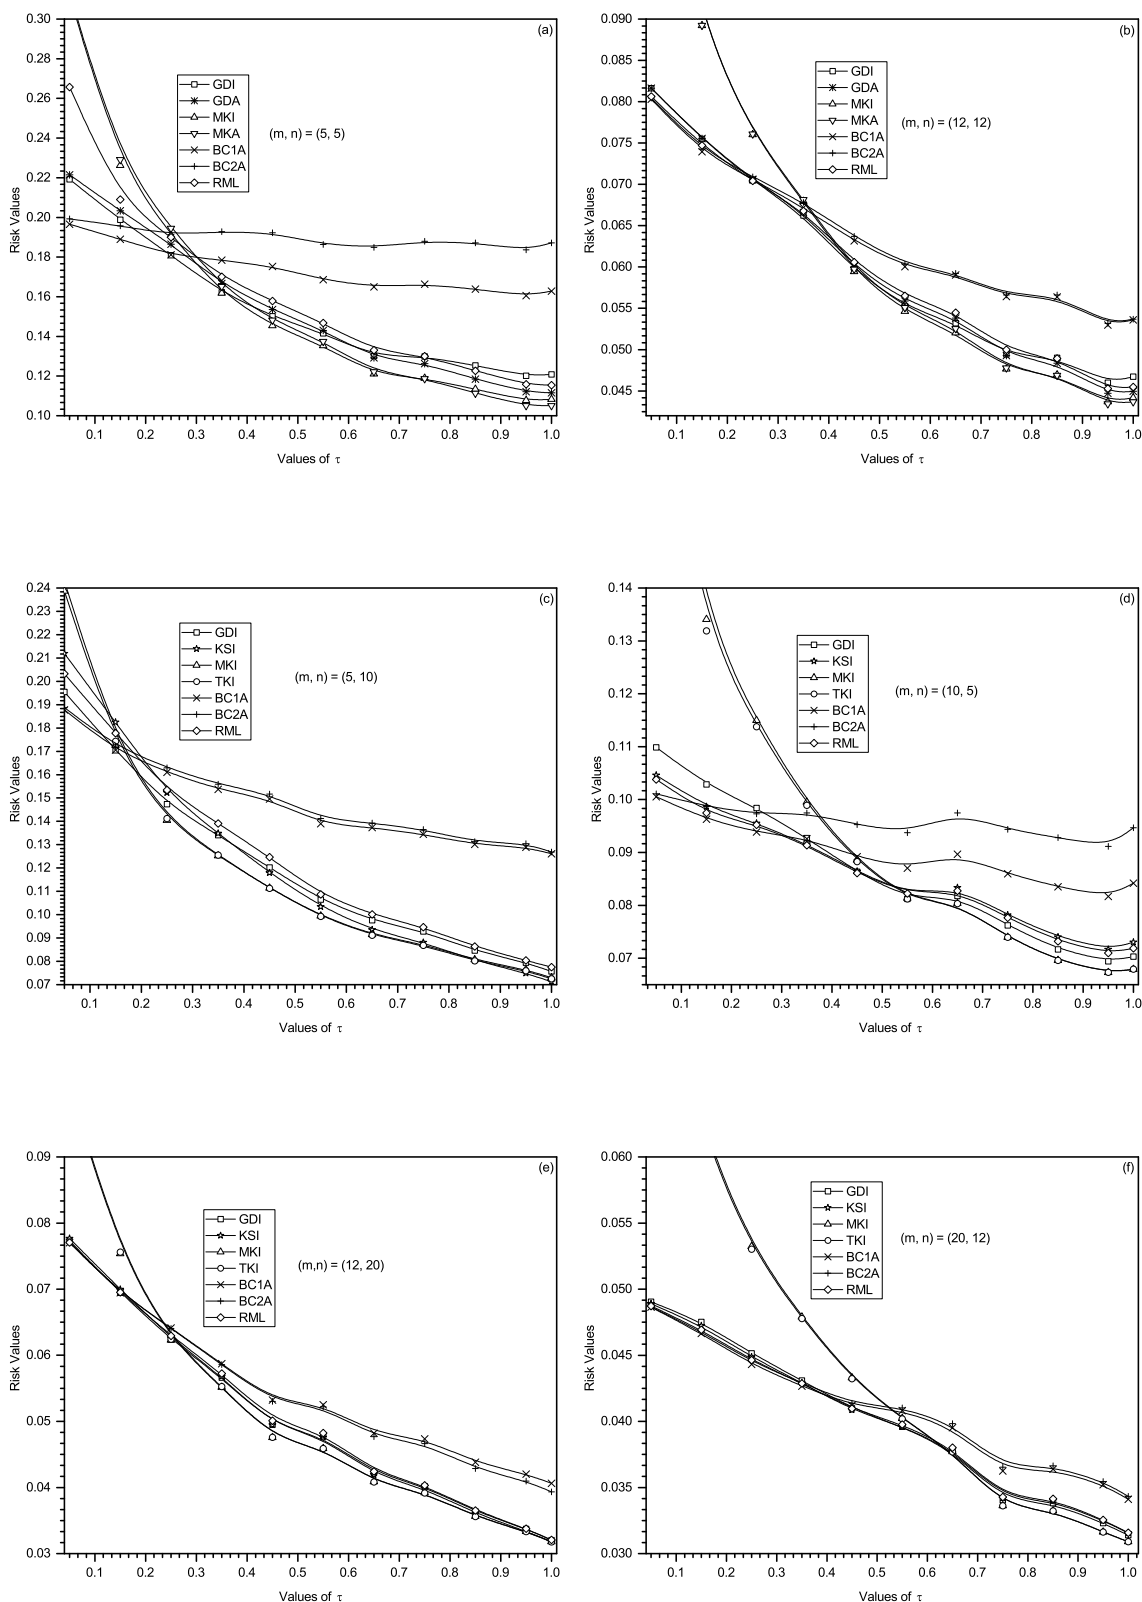 (a)
0.30
0.28
0.26
0.24
0.22
0.20
0.18
0.16
0.14
0.12
0.10
Risk Values
GDI
GDA
MKI
MKA
BC1A
BC2A
RML
(m, n) = (5, 5)
0.1 0.2 0.3 0.4 0.5 0.6 0.7 0.8 0.9 1.0
Values of τ
(b)
0.090
0.085
0.080
0.075
0.070
0.065
0.060
0.055
0.050
0.045
Risk Values
GDI
GDA
MKI
MKA
BC1A
BC2A
RML
(m, n) = (12, 12)
0.1 0.2 0.3 0.4 0.5 0.6 0.7 0.8 0.9 1.0
Values of τ
(c)
0.24
0.23
0.22
0.21
0.20
0.19
0.18
0.17
0.16
0.15
0.14
0.13
0.12
0.11
0.10
0.09
0.08
0.07
Risk Values
GDI
KSI
MKI
TKI
BC1A
BC2A
RML
(m, n) = (5, 10)
0.1 0.2 0.3 0.4 0.5 0.6 0.7 0.8 0.9 1.0
Values of τ
(d)
0.14
0.13
0.12
0.11
0.10
0.09
0.08
0.07
Risk Values
GDI
KSI
MKI
TKI
BC1A
BC2A
RML
(m, n) = (10, 5)
0.1 0.2 0.3 0.4 0.5 0.6 0.7 0.8 0.9 1.0
Values of τ
(e)
0.09
0.08
0.07
0.06
0.05
0.04
0.03
Risk Values
GDI
KSI
MKI
TKI
BC1A
BC2A
RML
(m,n) = (12, 20)
0.1 0.2 0.3 0.4 0.5 0.6 0.7 0.8 0.9 1.0
Values of τ
(f)
0.060
0.055
0.050
0.045
0.040
0.035
0.030
Risk Values
GDI
KSI
MKI
TKI
BC1A
BC2A
RML
(m, n) = (20, 12)
0.1 0.2 0.3 0.4 0.5 0.6 0.7 0.8 0.9 1.0
Values of τ